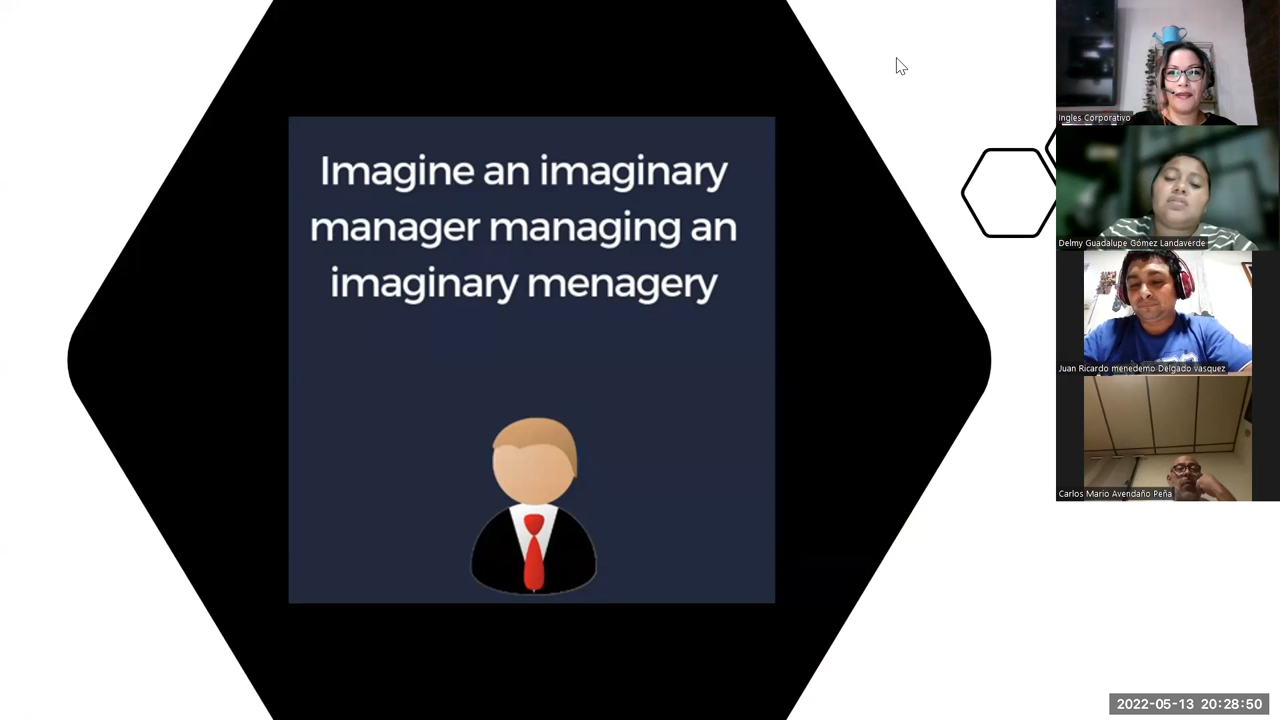 Imagine an imaginary
manager managing an
imaginary menagery
Ingles Corporativo
Delmy Guadalupe Gómez Landaverde
Juan Ricardo menedemo Delgado vasquez
Carlos Mario Avendaño Peña
2022-05-13 20:28:50